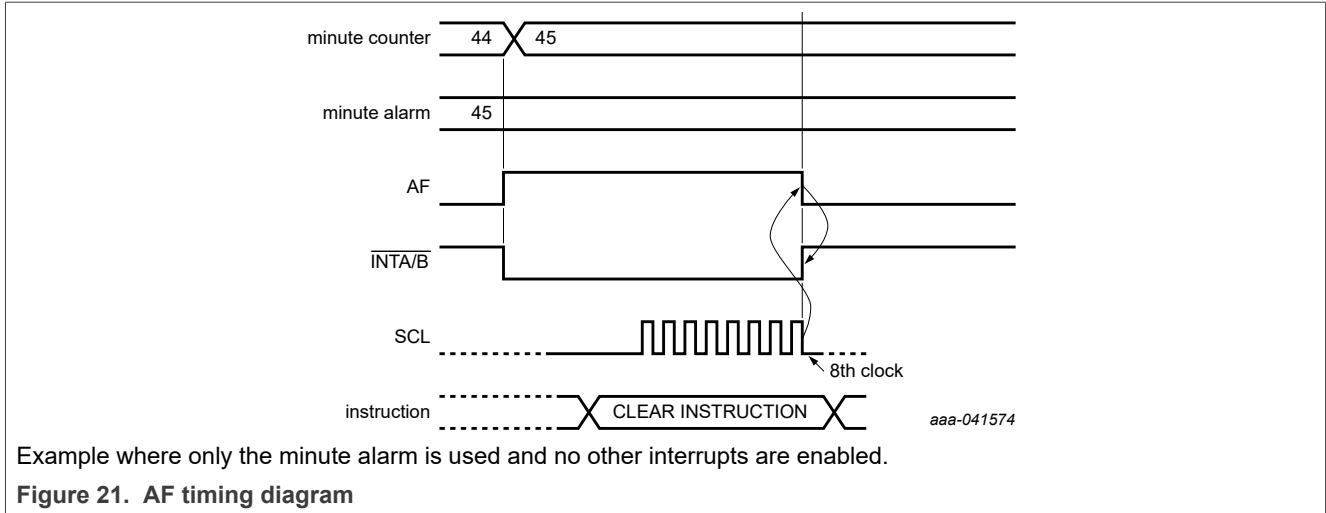 minute counter 44 45
minute alarm 45
AF
INTA/B
SCL
8th clock
instruction CLEAR INSTRUCTION
aaa-041574
Example where only the minute alarm is used and no other interrupts are enabled.
Figure 21. AF timing diagram